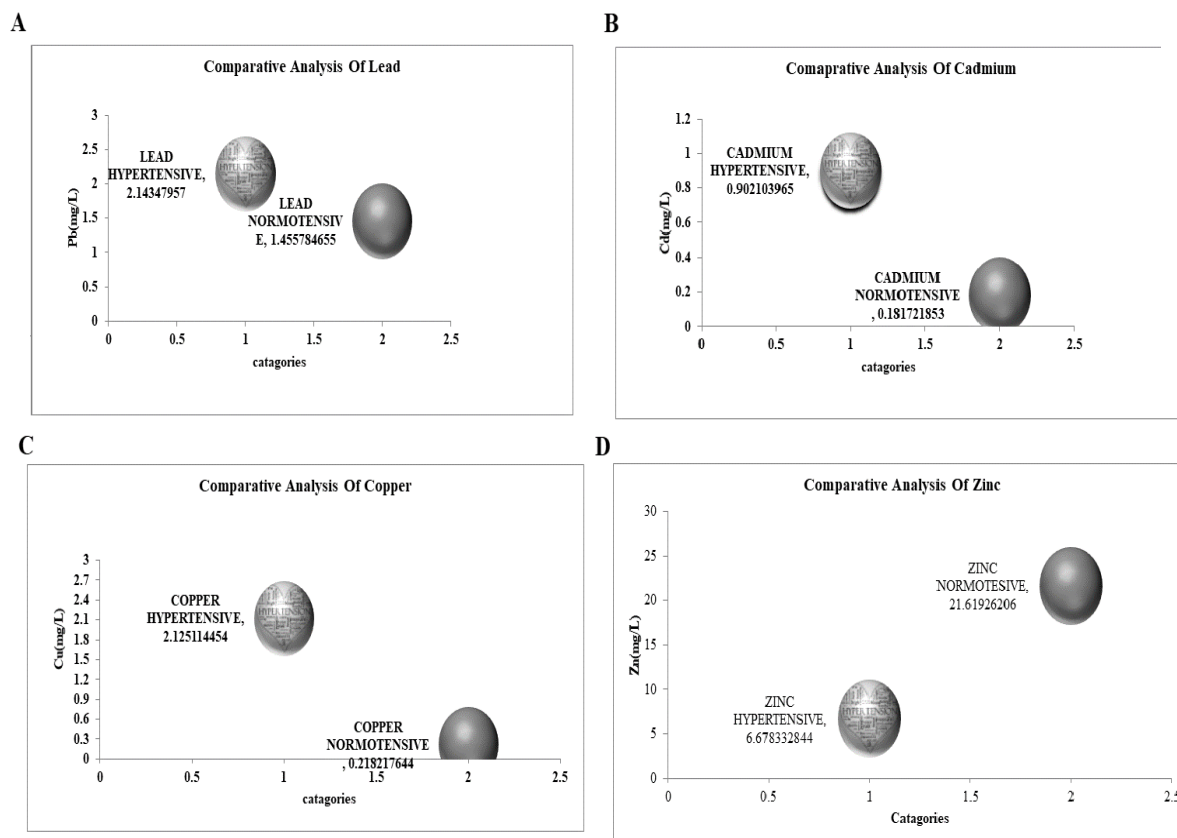 A
Comparative Analysis Of Lead
3
2.5
2
1.5
1
0.5
0
Pb(mg/L)
LEAD
HYPERTENSIVE,
2.14347957
HYPERTENSION
LEAD
NORMOTENSIV
E, 1.455784655
0
0.5
1
1.5
2
2.5
catagories
B
Comaprative Analysis Of Cadmium
1.2
1
0.8
0.6
0.4
0.2
0
Cd(mg/L)
CADMIUM
HYPERTENSIVE,
0.902103965
HYPERTENSION
CADMIUM
NORMOTENSIVE
, 0.181721853
0
0.5
1
1.5
2
2.5
catagories
C
Comparative Analysis Of Copper
3
2.7
2.4
2.1
1.8
1.5
1.2
0.9
0.6
0.3
0
Cu(mg/L)
COPPER
HYPERTENSIVE,
2.125114454
HYPERTENSION
COPPER
NORMOTENSIVE
, 0.218217644
0
0.5
1
1.5
2
2.5
catagories
D
Comparative Analysis Of Zinc
30
25
20
15
10
5
0
Zn(mg/L)
ZINC
NORMOTESIVE,
21.61926206
ZINC
HYPERTENSIVE,
6.678332844
HYPERTENSION
0
0.5
1
1.5
2
2.5
Catagories